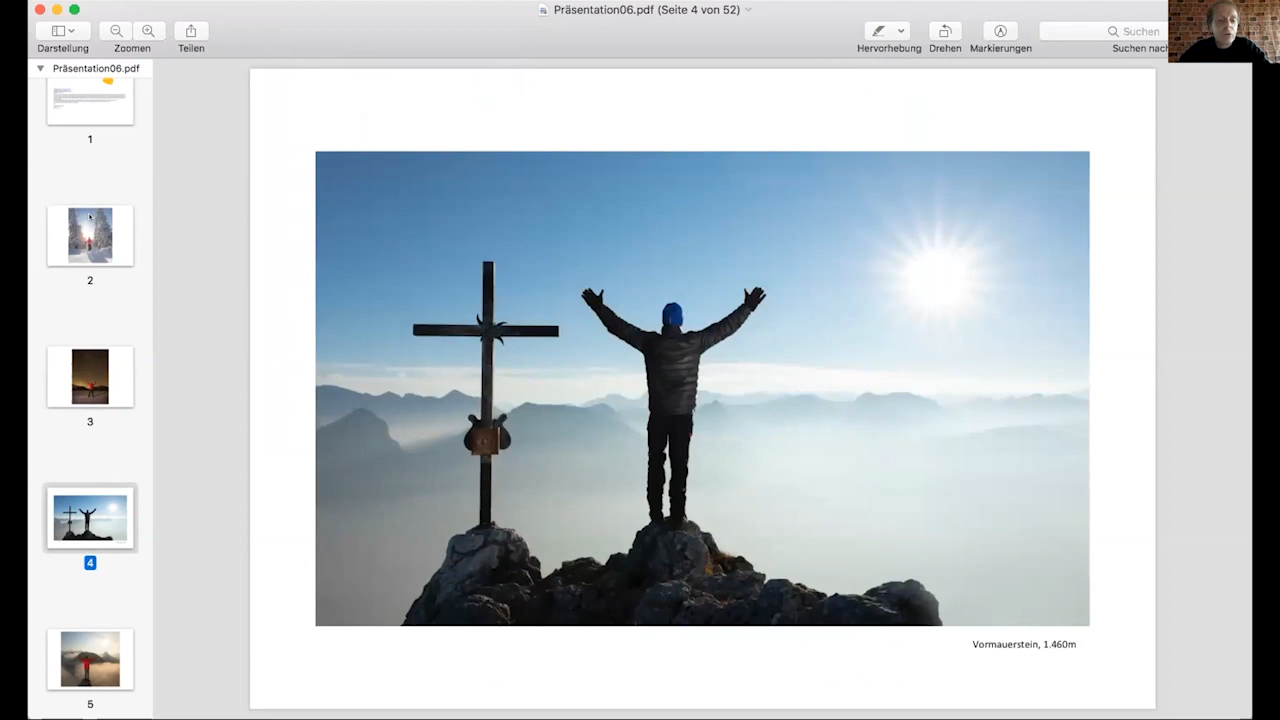 Präsentation06.pdf (Seite 4 von 52)
Darstellung
Zoomen
Teilen
Hervorhebung
Drehen
Markierungen
Suchen
Suchen nach
Präsentation06.pdf
1
2
3
4
5
Vormauerstein, 1.460m